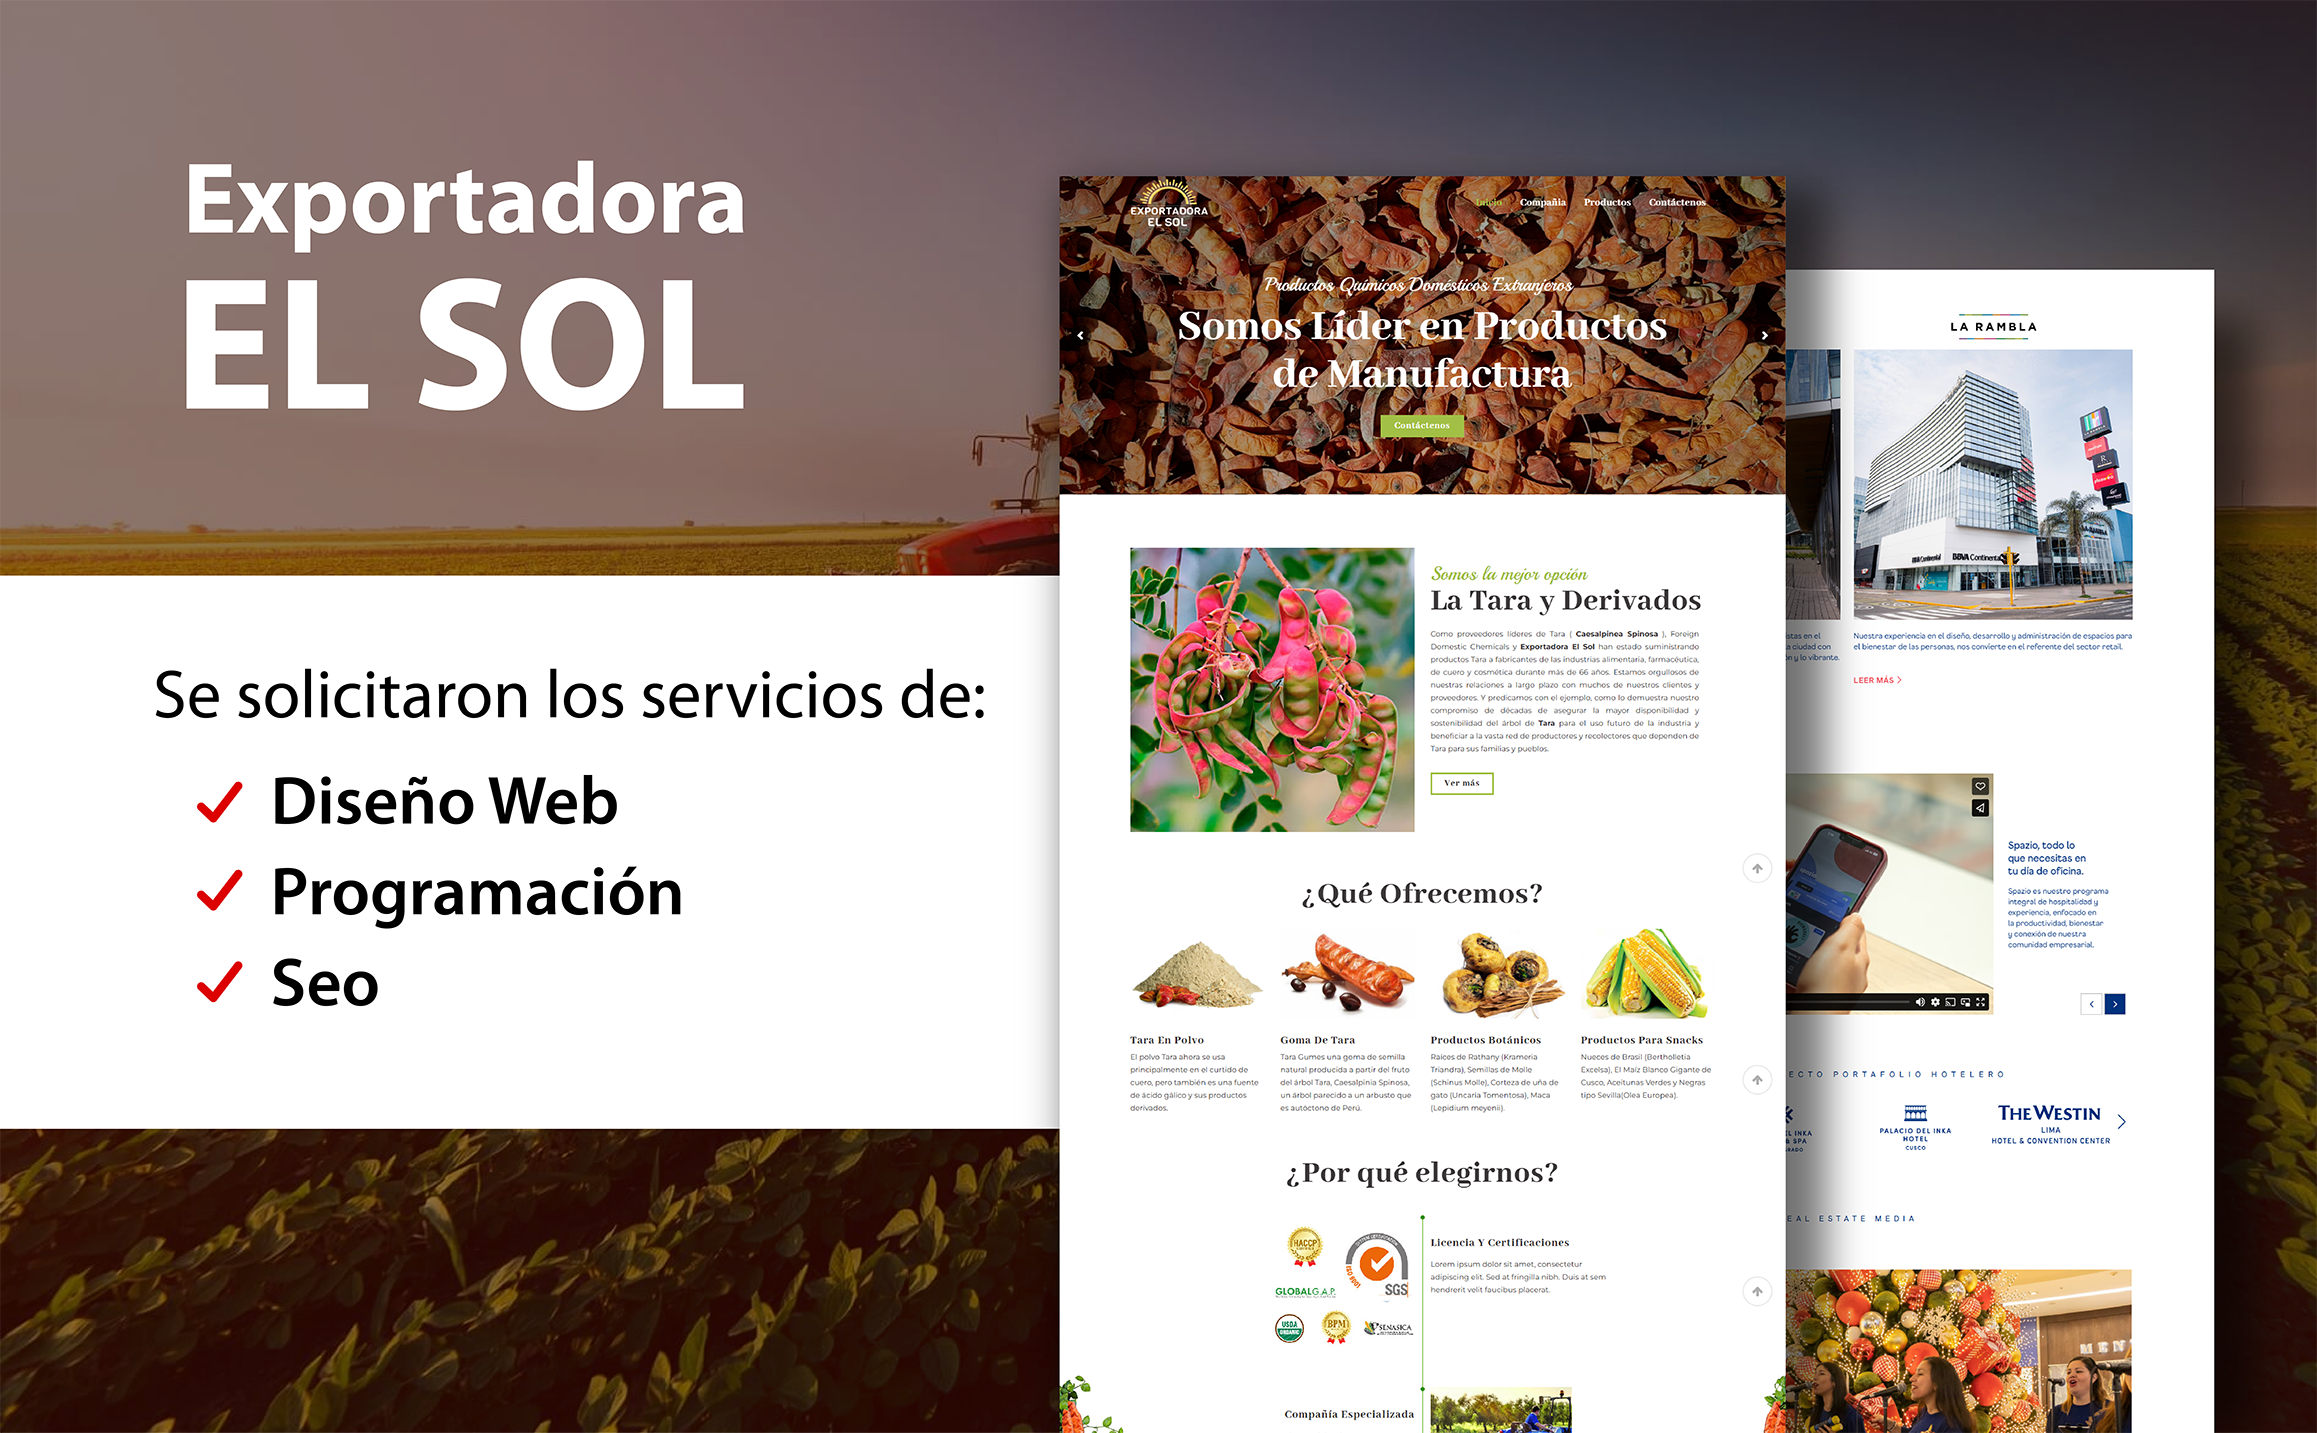 Exportadora
EL SOL
Se solicitaron los servicios de:
Diseño Web
Programación
Seo
EXPORTADORA
EL SOL
Inicio
Compañia
Productos
Contáctenos
Productos Químicos Domésticos Extranjeros
Somos Líder en Productos
de Manufactura
Contáctenos
Somos la mejor opción
La Tara y Derivados
Como proveedores líderes de Tara ( Caesalpinea Spinosa ), Foreign
Domestic Chemicals y Exportadora El Sol han estado suministrando
productos Tara a fabricantes de las industrias alimentaria, farmacéutica,
de cuero y cosmética durante más de 66 años. Estamos orgullosos de
nuestras relaciones a largo plazo con muchos de nuestros clientes y
proveedores. Y predicamos con el ejemplo, como lo demuestra nuestro
compromiso de décadas de asegurar la mayor disponibilidad y
sostenibilidad del árbol de Tara para el uso futuro de la industria y
beneficiar a la vasta red de productores y recolectores que dependen de
Tara para sus familias y pueblos.
Ver más
¿Qué Ofrecemos?
Tara En Polvo
El polvo Tara ahora se usa
principalmente en el curtido de
cuero, pero también es una fuente
de ácido gálico y sus productos
derivados.
Goma De Tara
Tara Gumes una goma de semilla
natural producida a partir del fruto
del árbol Tara, Caesalpinia Spinosa,
un árbol parecido a un arbusto que
es autóctono de Perú.
Productos Botánicos
Raíces de Rathany (Krameria
Triandra), Semillas de Molle
(Schinus Molle), Corteza de uña de
gato (Uncaria Tomentosa), Maca
(Lepidium meyenii).
Productos Para Snacks
Nueces de Brasil (Bertholletia
Excelsa), El Maíz Blanco Gigante de
Cusco, Aceitunas Verdes y Negras
tipo Sevilla(Olea Europea).
¿Por qué elegirnos?
HACCP
ISO 9001
SGS
GLOBALG.A.P.
USDA
ORGANIC
BPM
SENASICA
Licencia Y Certificaciones
Lorem ipsum dolor sit amet, consectetur
adipiscing elit. Sed at fringilla nibh. Duis at sem
hendrerit velit faucibus placerat.
Compañía Especializada
LA RAMBLA
BBVA Continental
istas en el
a ciudad con
n y lo vibrante.
Nuestra experiencia en el diseño, desarrollo y administración de espacios para
el bienestar de las personas, nos convierte en el referente del sector retail.
LEER MÁS
Spazio, todo lo
que necesitas en
tu día de oficina.
Spazio es nuestro programa
integral de hospitalidad y
experiencia, enfocado en
la productividad, bienestar
y conexión de nuestra
comunidad empresarial.
ECTO PORTAFOLIO HOTELERO
EL INKA
& SPA
PALACIO DEL INKA
HOTEL
CUSCO
THE WESTIN
LIMA
HOTEL & CONVENTION CENTER
EAL ESTATE MEDIA